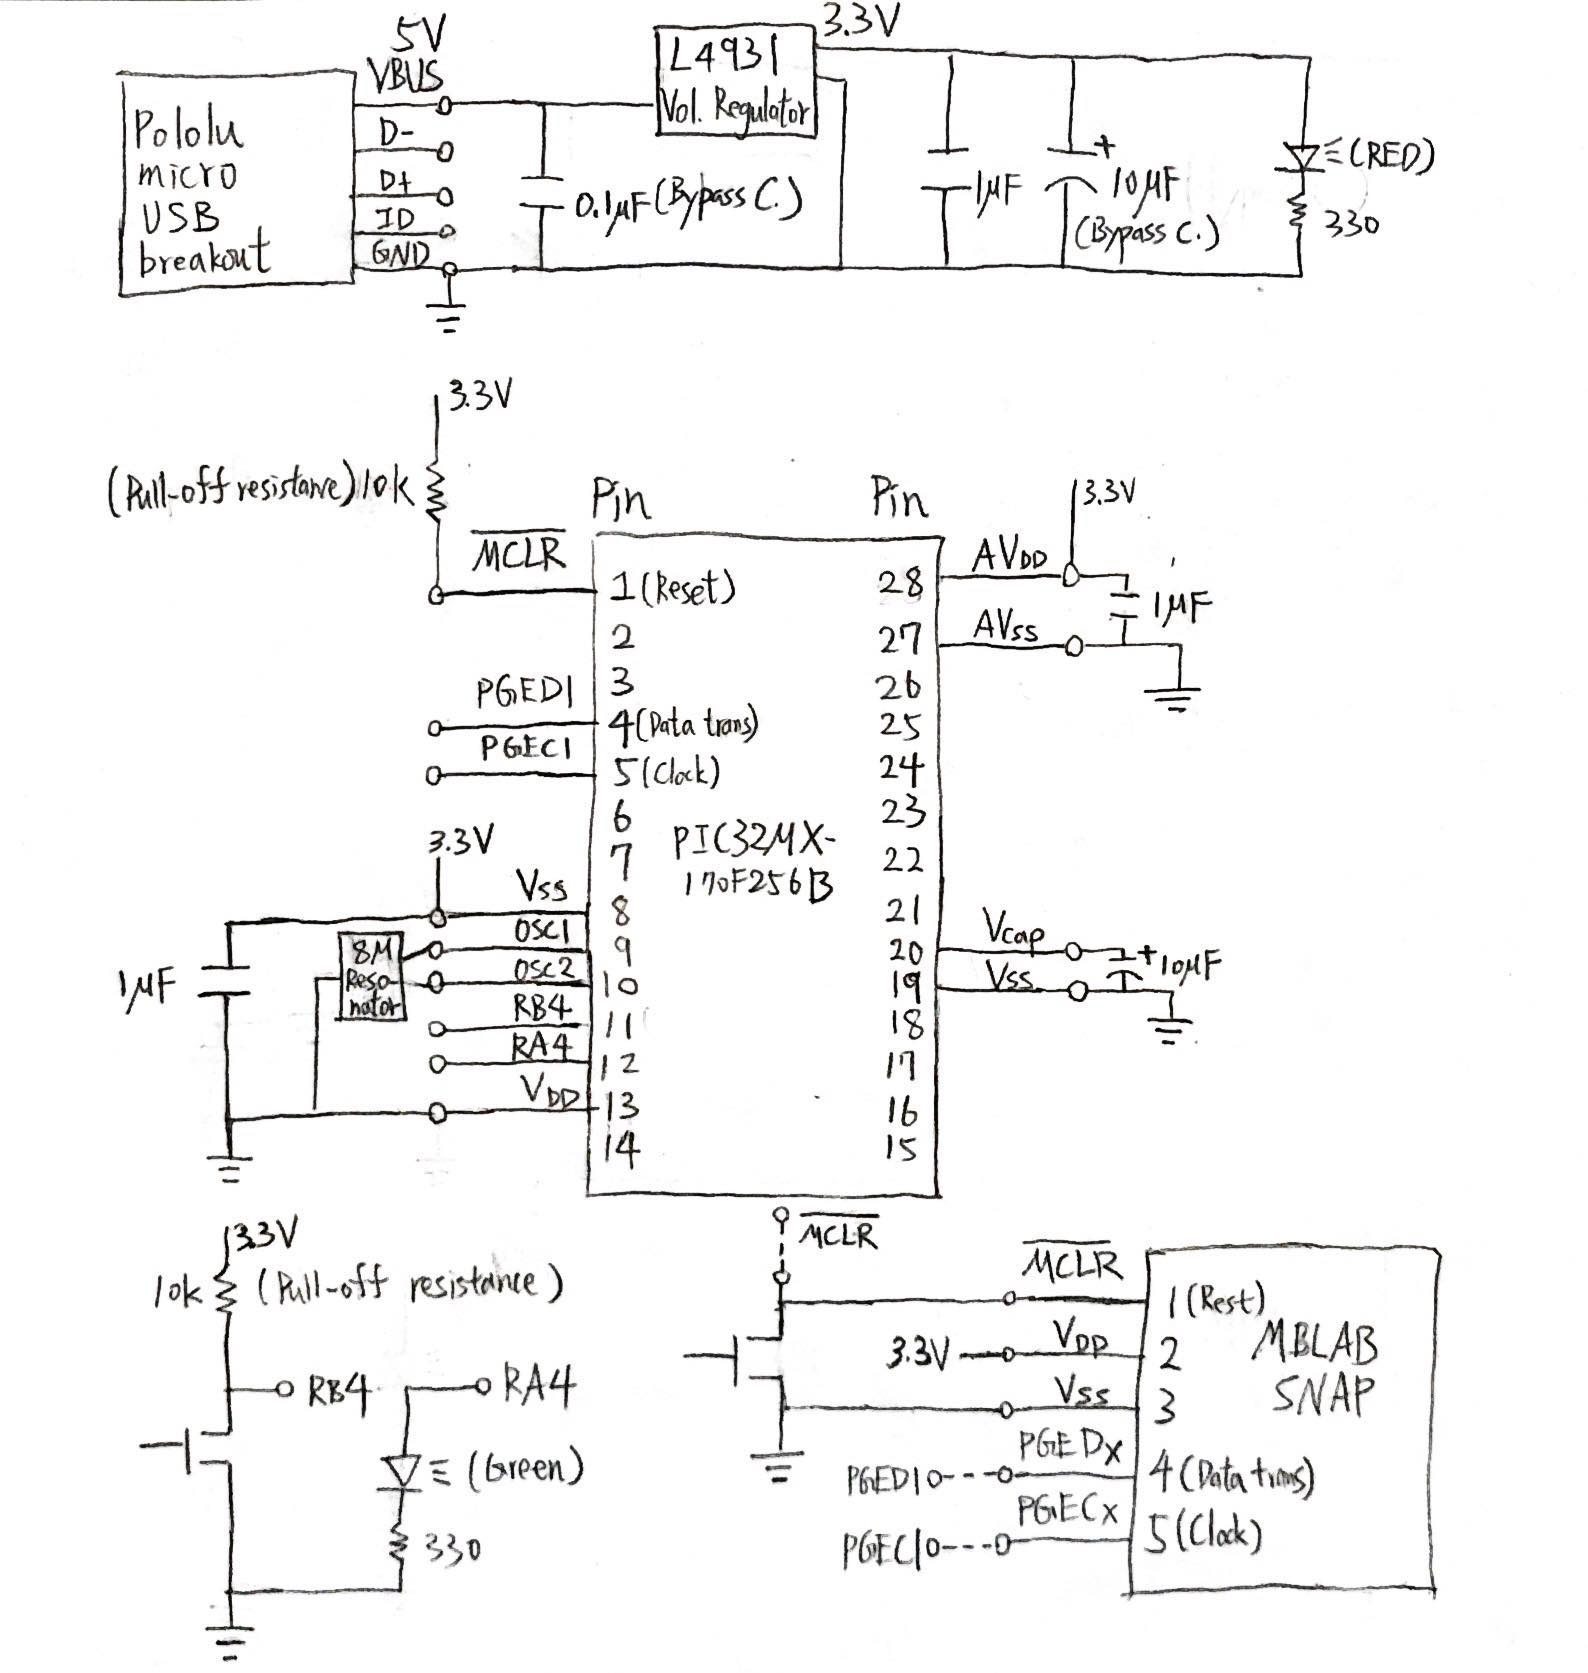 5V
VBUS
D-
D+
ID
GND
Pololu
micro
USB
breakout
0.1μF (Bypass C.)
L4931
Vol. Regulator
3.3V
1μF
+
10μF
(Bypass C.)
(RED)
330
3.3V
(Pull-off resistance) 10k
MCLR
PGED1
PGEC1
3.3V
Vss
OSC1
OSC2
RB4
RA4
VDD
1μF
8M
Reso-
nator
Pin
1 (Reset)
2
3
4 (Data trans)
5 (Clock)
6
7
8
9
10
11
12
13
14
PIC32MX-
170F256B
Pin
28
27
26
25
24
23
22
21
20
19
18
17
16
15
3.3V
AVDD
AVss
1μF
Vcap
Vss
+
10μF
3.3V
10k (Pull-off resistance)
RB4
RA4
(Green)
330
MCLR
MCLR
3.3V
VDD
Vss
PGED1
PGEDx
PGEC1
PGECx
1 (Rest)
2
3
4 (Data trans)
5 (Clock)
MBLAB
SNAP